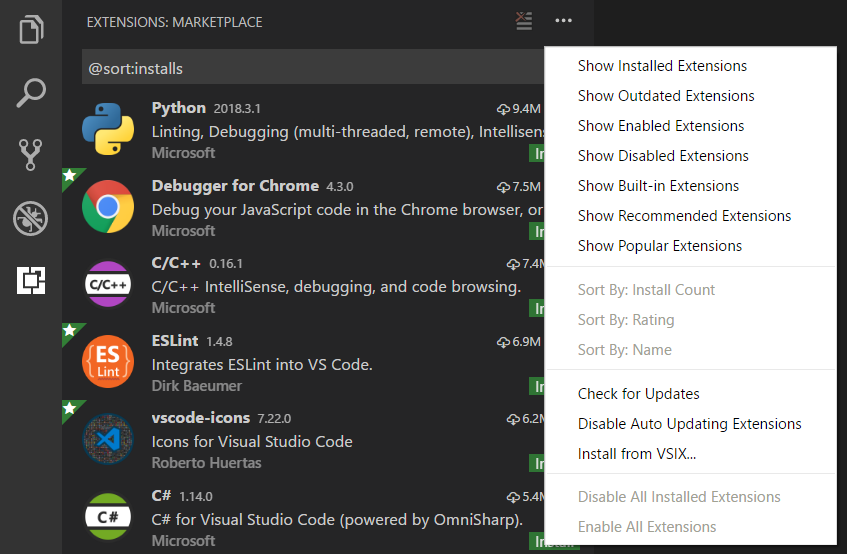 EXTENSIONS: MARKETPLACE
@sort:installs
Python 2018.3.1 9.4M
Linting, Debugging (multi-threaded, remote), Intellisen
Microsoft
Debugger for Chrome 4.3.0 7.5M
Debug your JavaScript code in the Chrome browser, or
Microsoft
C/C++
C/C++ 0.16.1 7.4M
C/C++ IntelliSense, debugging, and code browsing.
Microsoft
ES
Lint
ESLint 1.4.8 6.9M
Integrates ESLint into VS Code.
Dirk Baeumer
vscode-icons 7.22.0 6.2M
Icons for Visual Studio Code
Roberto Huertas
C#
C# 1.14.0 5.4M
C# for Visual Studio Code (powered by OmniSharp).
Microsoft
Install
Show Installed Extensions
Show Outdated Extensions
Show Enabled Extensions
Show Disabled Extensions
Show Built-in Extensions
Show Recommended Extensions
Show Popular Extensions
Sort By: Install Count
Sort By: Rating
Sort By: Name
Check for Updates
Disable Auto Updating Extensions
Install from VSIX...
Disable All Installed Extensions
Enable All Extensions